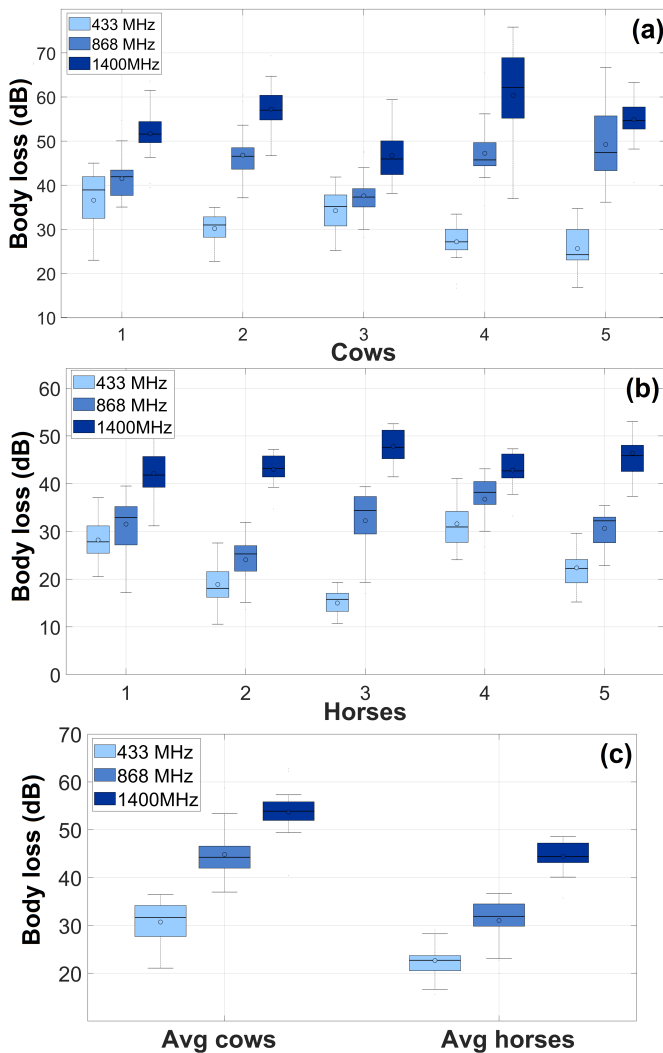 (a)
433 MHz
868 MHz
1400MHz
Body loss (dB)
70
60
50
40
30
20
10
1 2 3 4 5
Cows
(b)
433 MHz
868 MHz
1400MHz
Body loss (dB)
60
50
40
30
20
10
0
1 2 3 4 5
Horses
(c)
433 MHz
868 MHz
1400MHz
Body loss (dB)
70
60
50
40
30
20
Avg cows Avg horses